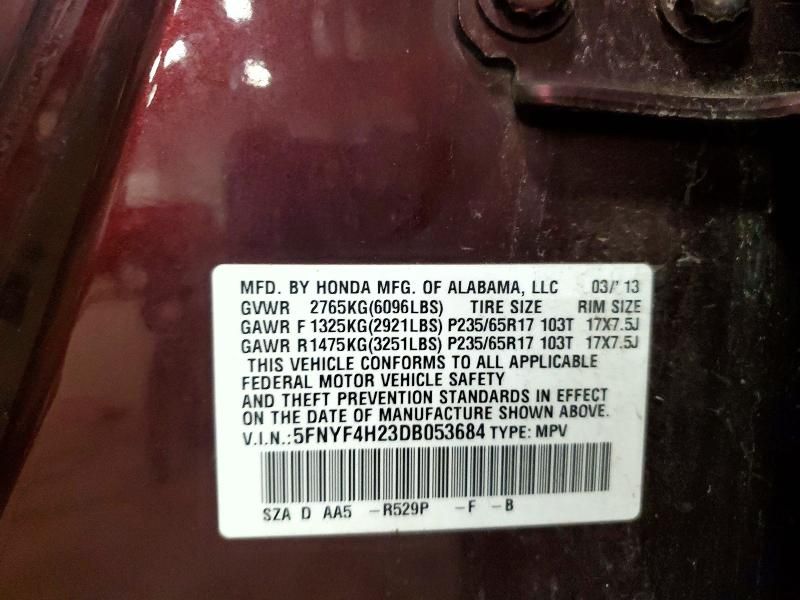 MFD. BY HONDA MFG. OF ALABAMA, LLC 03/'13
GVWR 2765KG(6096LBS) TIRE SIZE RIM SIZE
GAWR F 1325KG(2921LBS) P235/65R17 103T 17X7.5J
GAWR R1475KG(3251LBS) P235/65R17 103T 17X7.5J
THIS VEHICLE CONFORMS TO ALL APPLICABLE
FEDERAL MOTOR VEHICLE SAFETY
AND THEFT PREVENTION STANDARDS IN EFFECT
ON THE DATE OF MANUFACTURE SHOWN ABOVE.
V.I.N.:5FNYF4H23DB053684 TYPE: MPV
SZA D AA5 -R529P -F -B